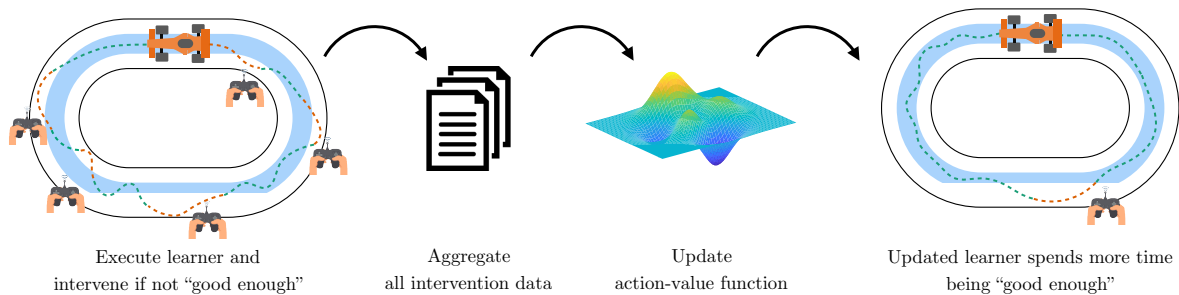 Execute learner and
intervene if not “good enough”
Aggregate
all intervention data
Update
action-value function
Updated learner spends more time
being “good enough”